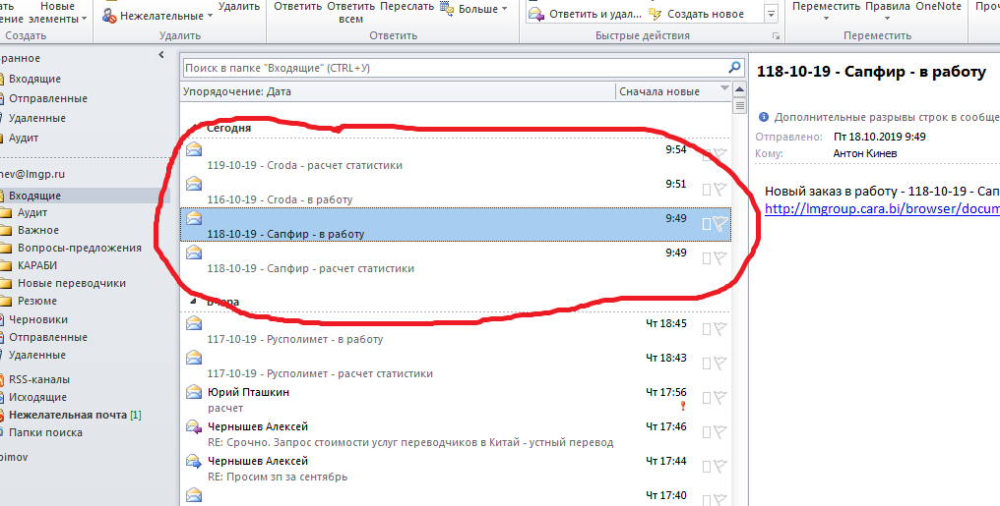 Новые
элементы
Создать
Нежелательные
Удалить
Удалить
Ответить
Ответить
всем
Переслать
Больше
Ответить
Ответить и удал...
Создать новое
Быстрые действия
Переместить
Правила
OneNote
Переместить
Входящие
Отправленные
Удаленные
Аудит
nev@lmgp.ru
Входящие
Аудит
Важное
Вопросы-предложения
КАРАБИ
Новые переводчики
Резюме
Черновики
Отправленные
Удаленные
RSS-каналы
Исходящие
Нежелательная почта [1]
Папки поиска
Поиск в папке "Входящие" (CTRL+У)
Упорядочение: Дата
Сначала новые
Сегодня
9:54
119-10-19 - Croda - расчет статистики
9:51
116-10-19 - Croda - в работу
9:49
118-10-19 - Сапфир - в работу
9:49
118-10-19 - Сапфир - расчет статистики
Вчера
Чт 18:45
117-10-19 - Русполимет - в работу
Чт 18:43
117-10-19 - Русполимет - расчет статистики
Юрий Пташкин
Чт 17:56
расчет
Чернышев Алексей
Чт 17:46
RE: Срочно. Запрос стоимости услуг переводчиков в Китай - устный перевод
Чернышев Алексей
Чт 17:44
RE: Просим зп за сентябрь
Чт 17:40
118-10-19 - Сапфир - в работу
Дополнительные разрывы строк в сообще
Отправлено: Пт 18.10.2019 9:49
Кому: Антон Кинев
Новый заказ в работу - 118-10-19 - Сап
http://lmgroup.cara.bi/browser/docum